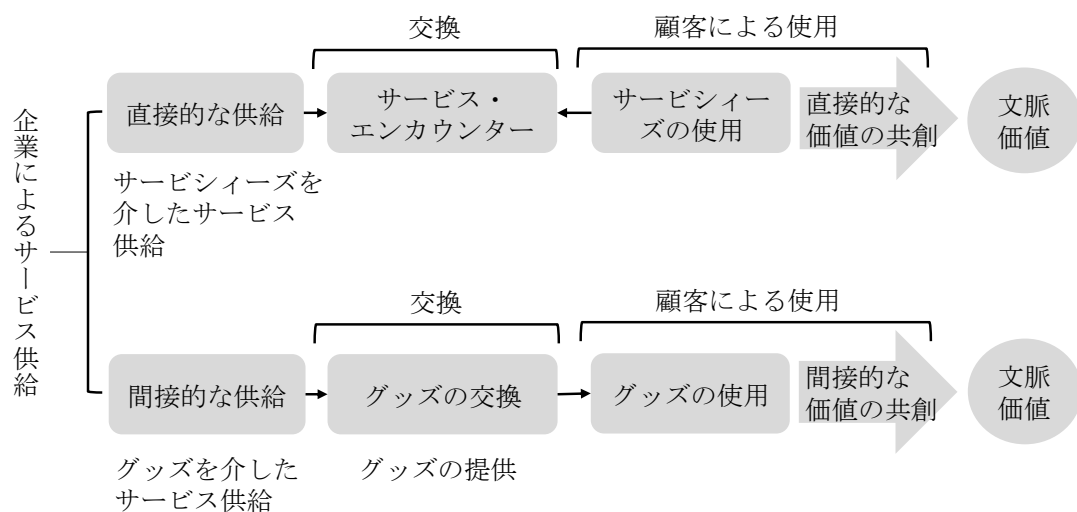 企業によるサービス供給
交換
顧客による使用
直接的な供給
サービス・
エンカウンター
サービシィー
ズの使用
直接的な
価値の共創
文脈
価値
サービシィーズを
介したサービス
供給
交換
顧客による使用
間接的な供給
グッズの交換
グッズの使用
間接的な
価値の共創
文脈
価値
グッズを介した
サービス供給
グッズの提供